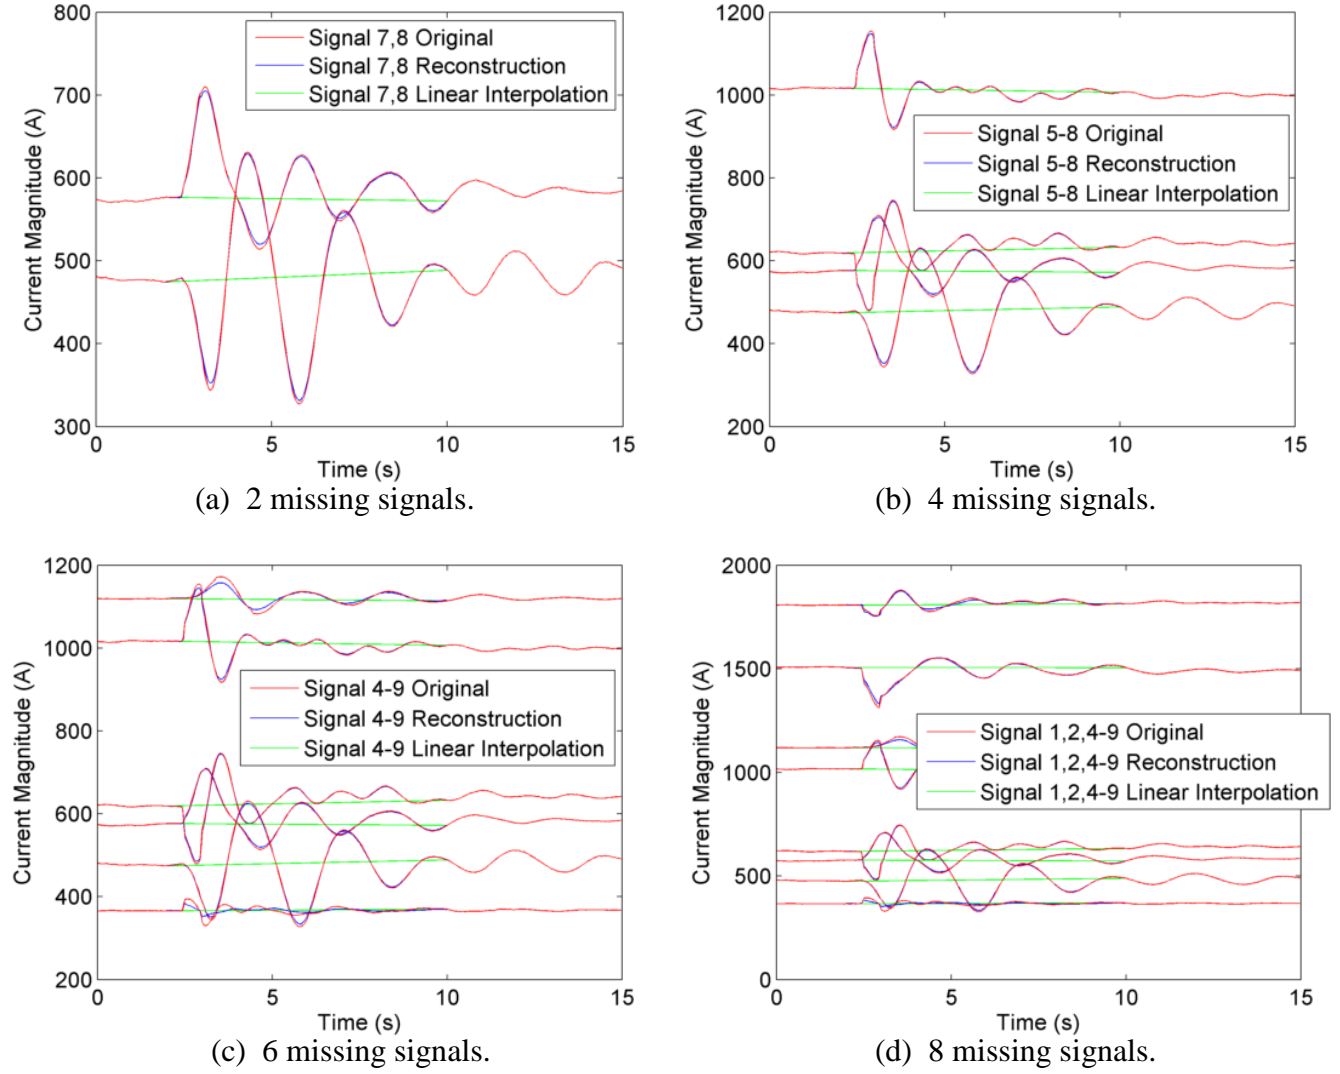 800
700
600
500
400
300
Current Magnitude (A)
Signal 7,8 Original
Signal 7,8 Reconstruction
Signal 7,8 Linear Interpolation
0 5 10 15
Time (s)
(a) 2 missing signals.
1200
1000
800
600
400
200
Current Magnitude (A)
Signal 5-8 Original
Signal 5-8 Reconstruction
Signal 5-8 Linear Interpolation
0 5 10 15
Time (s)
(b) 4 missing signals.
1200
1000
800
600
400
200
Current Magnitude (A)
Signal 4-9 Original
Signal 4-9 Reconstruction
Signal 4-9 Linear Interpolation
0 5 10 15
Time (s)
(c) 6 missing signals.
2000
1500
1000
500
0
Current Magnitude (A)
Signal 1,2,4-9 Original
Signal 1,2,4-9 Reconstruction
Signal 1,2,4-9 Linear Interpolation
0 5 10 15
Time (s)
(d) 8 missing signals.